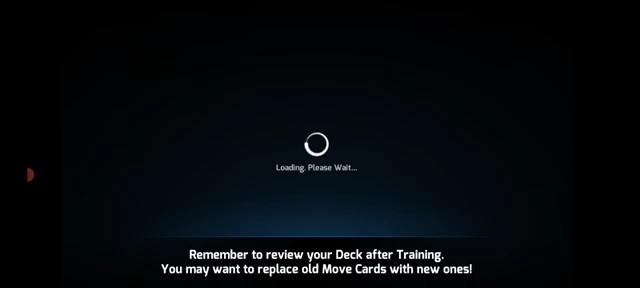 Loading. Please Wait...
Remember to review your Deck after Training.
You may want to replace old Move Cards with new ones!